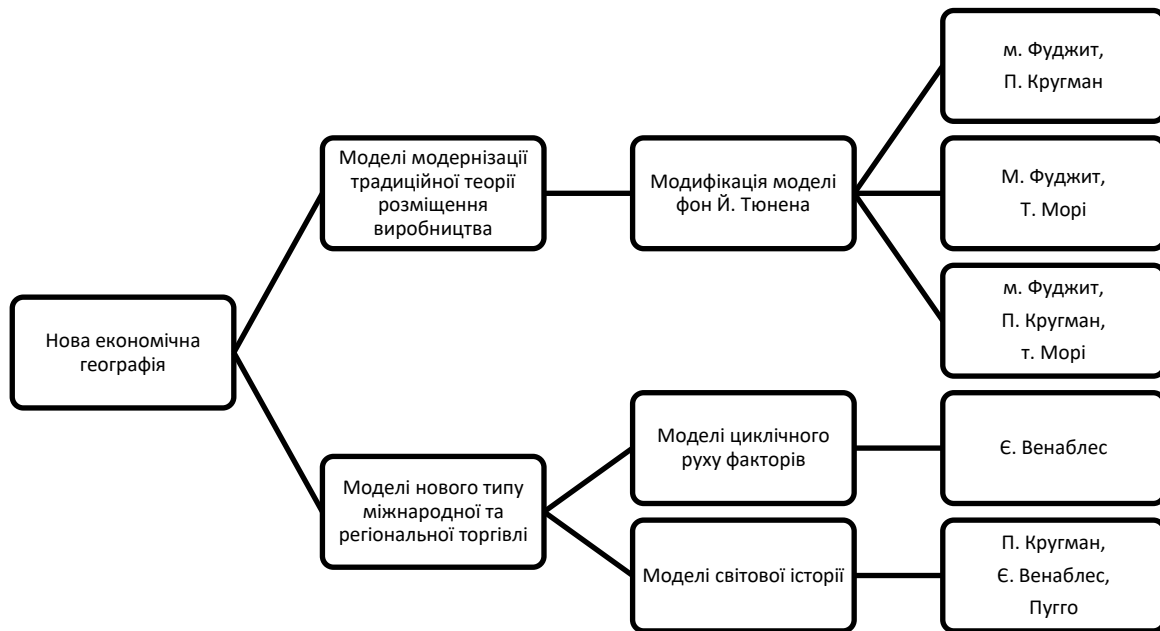 Нова економічна
географія
Моделі модернізації
традиційної теорії
розміщення
виробництва
Модифікація моделі
фон Й. Тюнена
м. Фуджит,
П. Кругман
М. Фуджит,
Т. Морі
м. Фуджит,
П. Кругман,
т. Морі
Моделі нового типу
міжнародної та
регіональної торгівлі
Моделі циклічного
руху факторів
Є. Венаблес
Моделі світової історії
П. Кругман,
Є. Венаблес,
Пугго